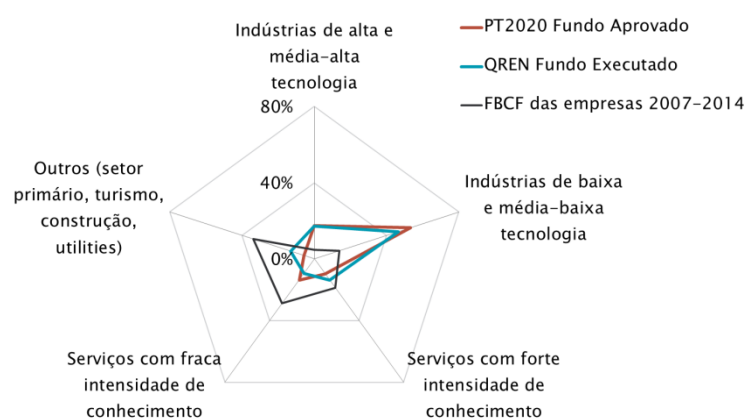 Indústrias de alta e
média-alta
tecnologia
PT2020 Fundo Aprovado
QREN Fundo Executado
FBCF das empresas 2007-2014
80%
40%
0%
Outros (setor
primário, turismo,
construção,
utilities)
Indústrias de baixa
e média-baixa
tecnologia
Serviços com fraca
intensidade de
conhecimento
Serviços com forte
intensidade de
conhecimento